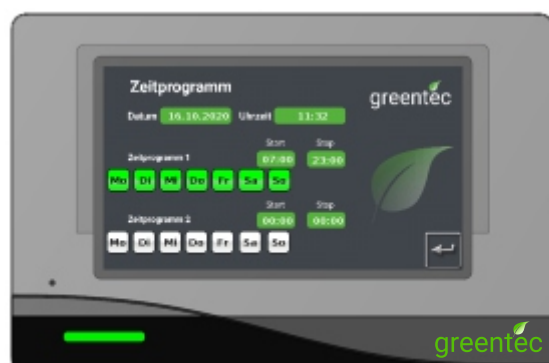 Zeitprogramm
greentec
Datum 16.10.2020 Uhrzeit 11:32
Start Stop
Zeitprogramm 1 07:00 23:00
Mo Di Mi Do Fr Sa So
Start Stop
Zeitprogramm 2 00:00 00:00
Mo Di Mi Do Fr Sa So
greentec